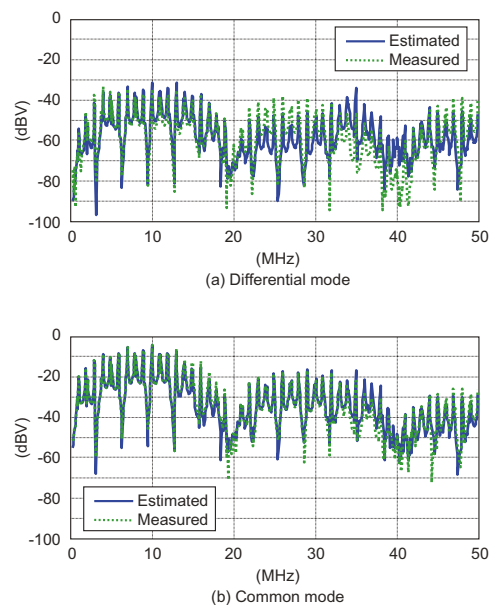 0
-20
-40
-60
-80
-100
(dBV)
Estimated
Measured
0 10 20 30 40 50
(MHz)
(a) Differential mode
0
-20
-40
-60
-80
-100
(dBV)
Estimated
Measured
0 10 20 30 40 50
(MHz)
(b) Common mode